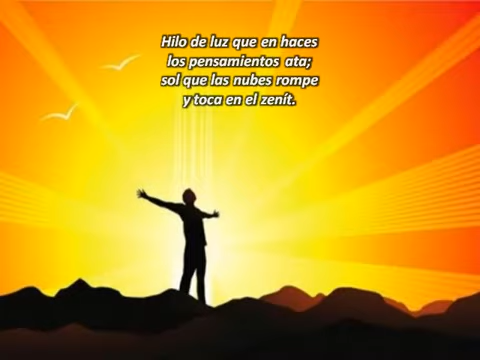 Hilo de luz que en haces
los pensamientos ata;
sol que las nubes rompe
y toca en el zenít.